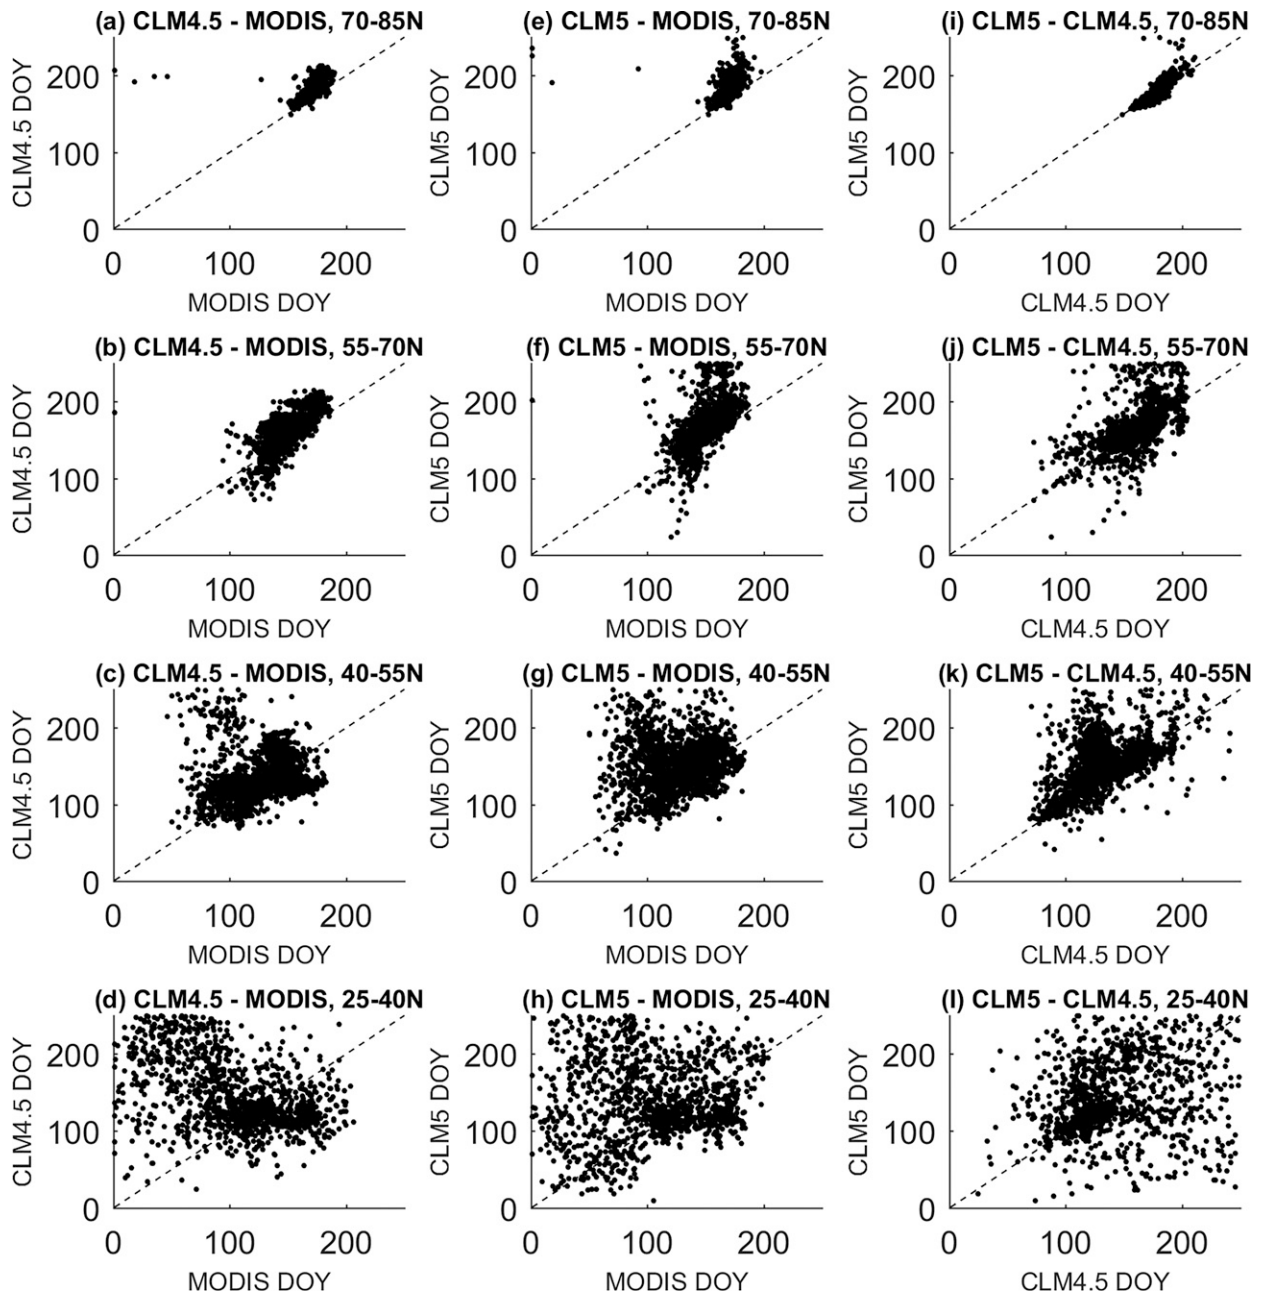 (a) CLM4.5 - MODIS, 70-85N
CLM4.5 DOY
200
100
0
0 100 200
MODIS DOY
(e) CLM5 - MODIS, 70-85N
CLM5 DOY
200
100
0
0 100 200
MODIS DOY
(i) CLM5 - CLM4.5, 70-85N
CLM5 DOY
200
100
0
0 100 200
CLM4.5 DOY
(b) CLM4.5 - MODIS, 55-70N
CLM4.5 DOY
200
100
0
0 100 200
MODIS DOY
(f) CLM5 - MODIS, 55-70N
CLM5 DOY
200
100
0
0 100 200
MODIS DOY
(j) CLM5 - CLM4.5, 55-70N
CLM5 DOY
200
100
0
0 100 200
CLM4.5 DOY
(c) CLM4.5 - MODIS, 40-55N
CLM4.5 DOY
200
100
0
0 100 200
MODIS DOY
(g) CLM5 - MODIS, 40-55N
CLM5 DOY
200
100
0
0 100 200
MODIS DOY
(k) CLM5 - CLM4.5, 40-55N
CLM5 DOY
200
100
0
0 100 200
CLM4.5 DOY
(d) CLM4.5 - MODIS, 25-40N
CLM4.5 DOY
200
100
0
0 100 200
MODIS DOY
(h) CLM5 - MODIS, 25-40N
CLM5 DOY
200
100
0
0 100 200
MODIS DOY
(l) CLM5 - CLM4.5, 25-40N
CLM5 DOY
200
100
0
0 100 200
CLM4.5 DOY